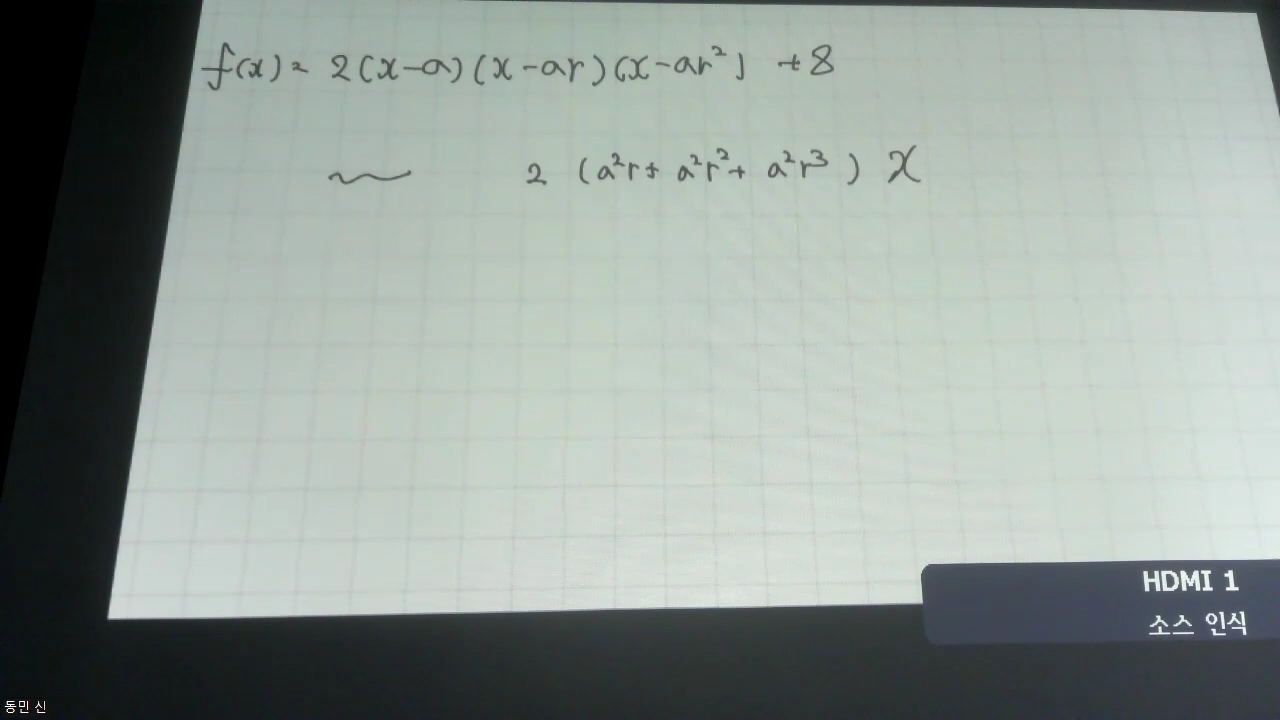 f(x) = 2(x-a)(x-ar)(x-ar²) +8
2 (a²r+ a²r²+ a²r³) x
HDMI 1
소스 인식
동민 신